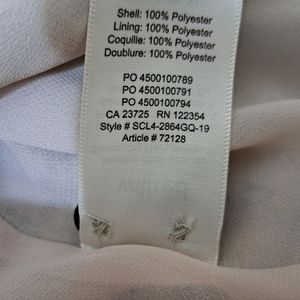 Shell: 100% Polyester
Lining: 100% Polyester
Coquille: 100% Polyester
Doublure: 100% Polyester
PO 4500100789
PO 4500100791
PO 4500100794
CA 23725 RN 122354
Style # SCL4-2864GQ-19
Article # 72128